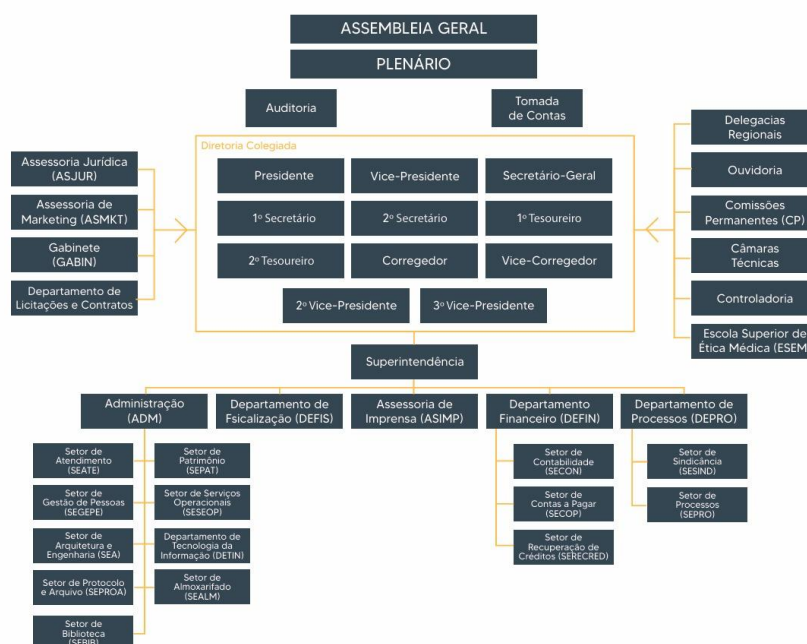 ASSEMBLEIA GERAL
PLENÁRIO
Auditoria
Tomada
de Contas
Diretoria Colegiada
Presidente
Vice-Presidente
Secretário-Geral
1º Secretário
2º Secretário
1º Tesoureiro
2º Tesoureiro
Corregedor
Vice-Corregedor
2º Vice-Presidente
3º Vice-Presidente
Assessoria Jurídica
(ASJUR)
Assessoria de
Marketing (ASMKT)
Gabinete
(GABIN)
Departamento de
Licitações e Contratos
Delegacias
Regionais
Ouvidoria
Comissões
Permanentes (CP)
Câmaras
Técnicas
Controladoria
Escola Superior de
Ética Médica (ESEM
Superintendência
Administração
(ADM)
Departamento de
Fsicalização (DEFIS)
Assessoria de
Imprensa (ASIMP)
Departamento
Financeiro (DEFIN)
Departamento de
Processos (DEPRO)
Setor de
Atendimento
(SEATE)
Setor de
Patrimônio
(SEPAT)
Setor de
Gestão de Pessoas
(SEGEPE)
Setor de Serviços
Operacionais
(SESEOP)
Setor de
Arquitetura e
Engenharia (SEA)
Departamento de
Tecnologia da
Informação (DETIN)
Setor de Protocolo
e Arquivo (SEPROA)
Setor de
Almoxarifado
(SEALM)
Setor de
Biblioteca
(SEBIB)
Setor de
Contabilidade
(SECON)
Setor de
Contas a Pagar
(SECOP)
Setor de
Recuperação de
Créditos (SERECRED)
Setor de
Sindicância
(SESIND)
Setor de
Processos
(SEPRO)